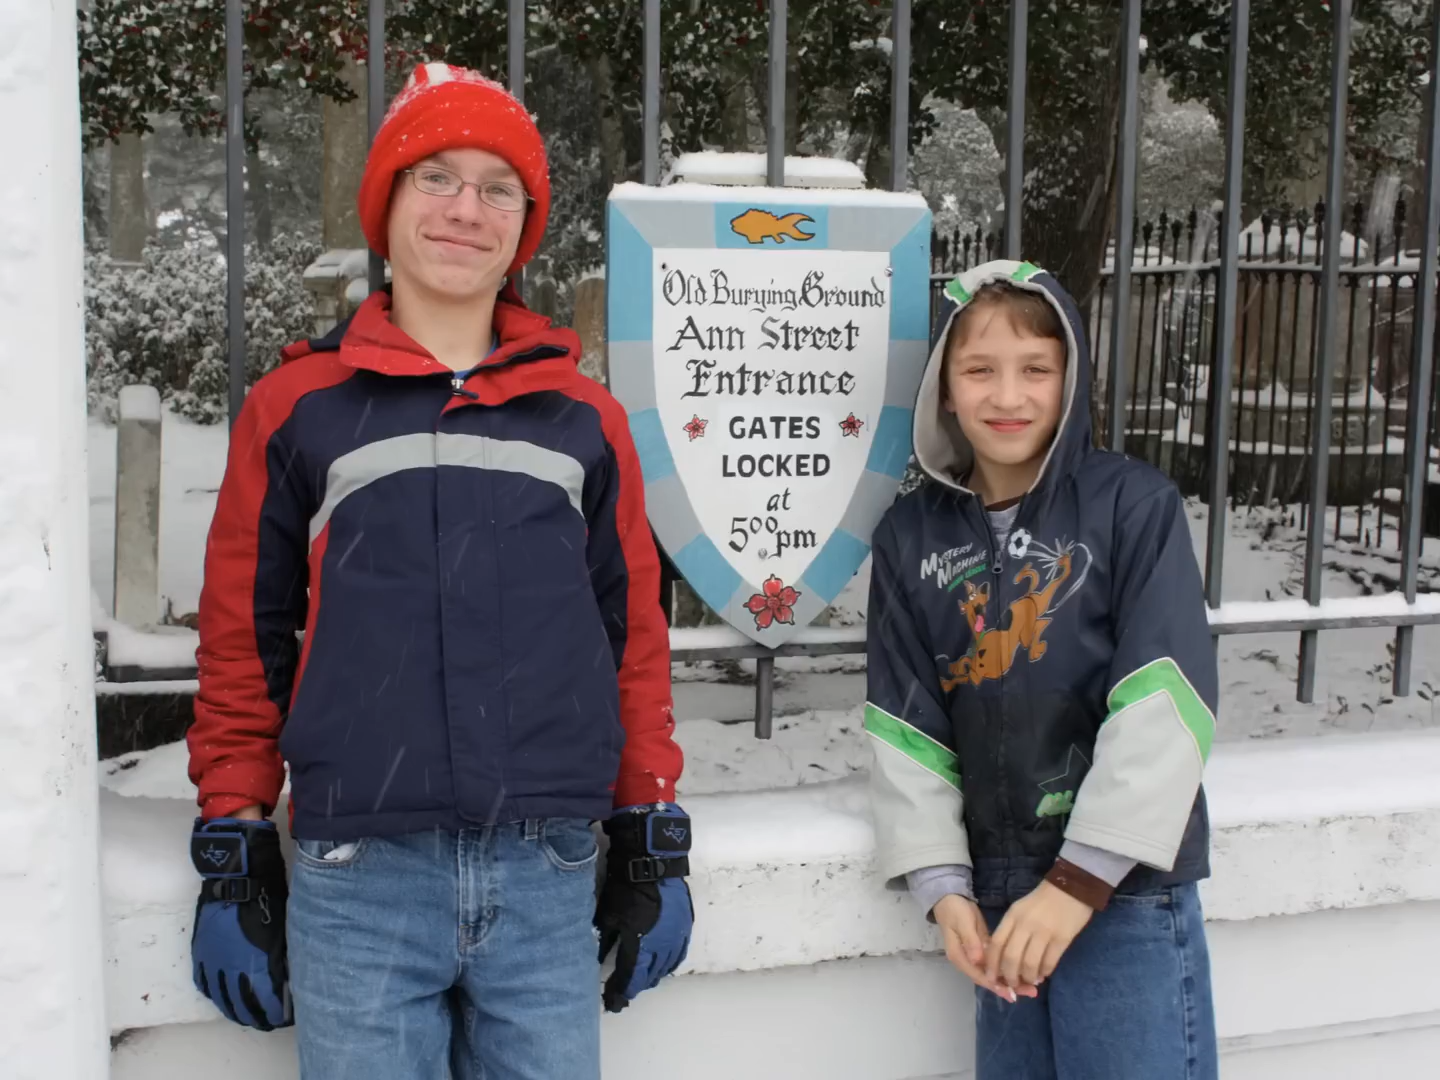 Old Burying Ground
Ann Street
Entrance
GATES
LOCKED
at
5⁰⁰pm
MYSTERY
MACHINE